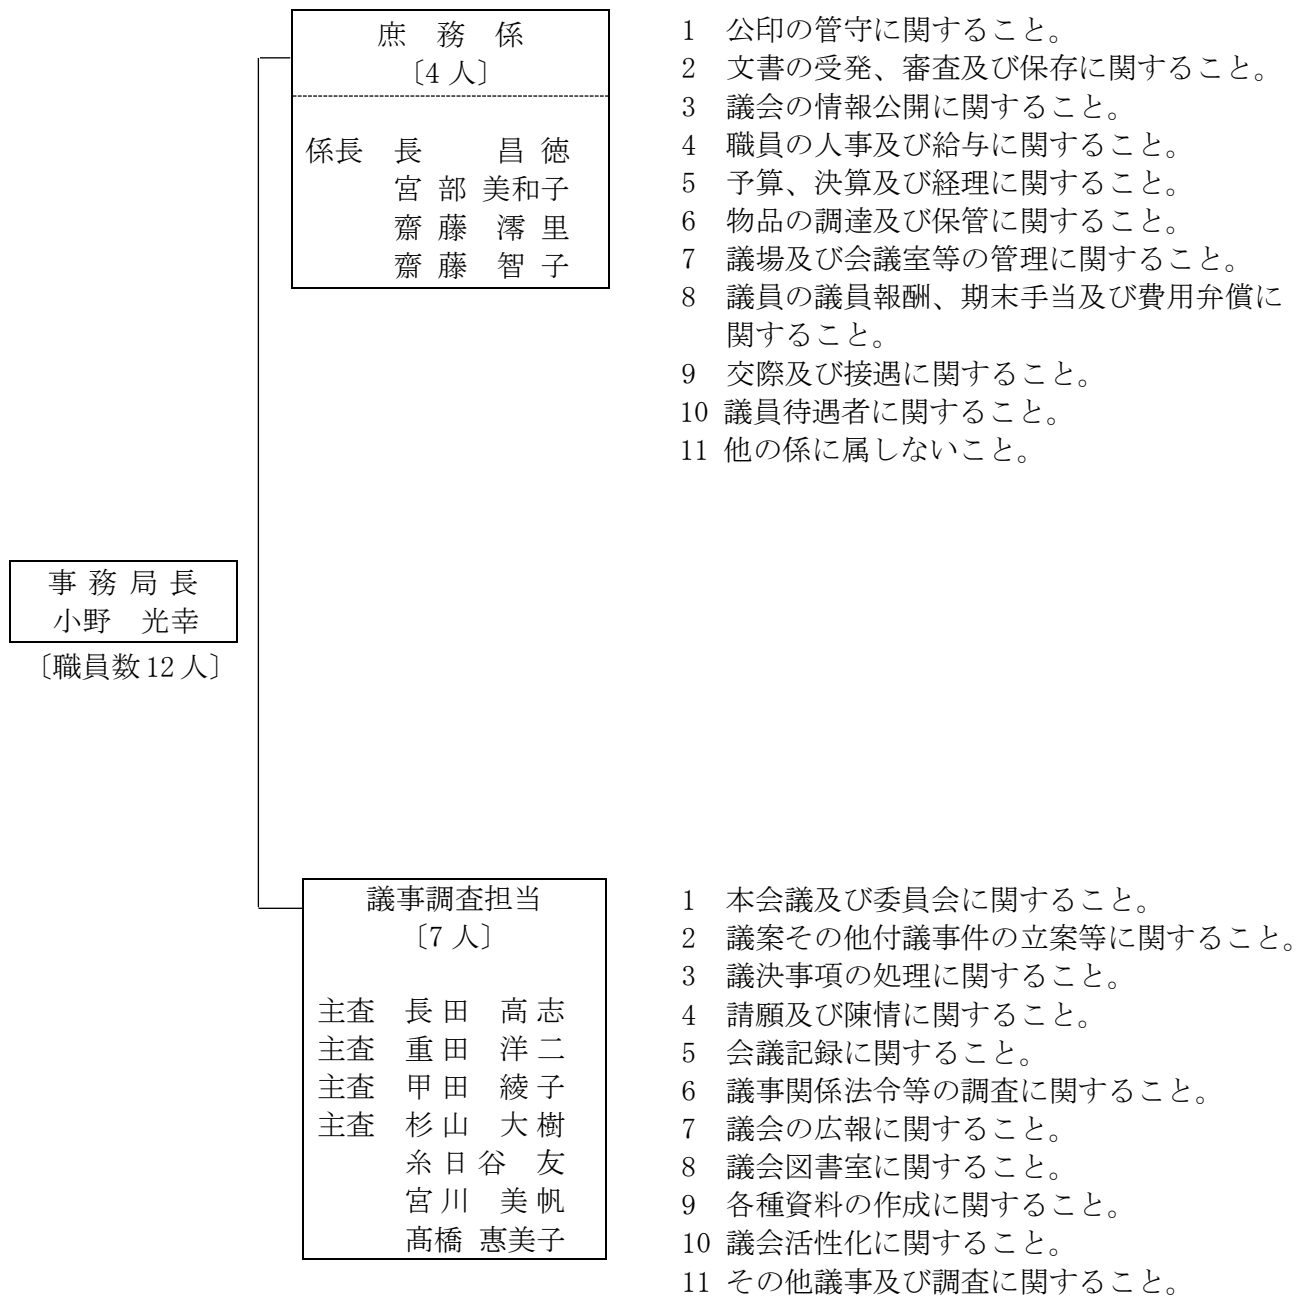 庶務係
〔4人〕
係長 長 昌徳
宮部 美和子
齋藤 澪里
齋藤 智子
1 公印の管守に関すること。
2 文書の受発、審査及び保存に関すること。
3 議会の情報公開に関すること。
4 職員の人事及び給与に関すること。
5 予算、決算及び経理に関すること。
6 物品の調達及び保管に関すること。
7 議場及び会議室等の管理に関すること。
8 議員の議員報酬、期末手当及び費用弁償に
関すること。
9 交際及び接遇に関すること。
10 議員待遇者に関すること。
11 他の係に属しないこと。
事務局長
小野 光幸
〔職員数12人〕
議事調査担当
〔7人〕
主査 長田 高志
主査 重田 洋二
主査 甲田 綾子
主査 杉山 大樹
糸日谷 友
宮川 美帆
髙橋 惠美子
1 本会議及び委員会に関すること。
2 議案その他付議事件の立案等に関すること。
3 議決事項の処理に関すること。
4 請願及び陳情に関すること。
5 会議記録に関すること。
6 議事関係法令等の調査に関すること。
7 議会の広報に関すること。
8 議会図書室に関すること。
9 各種資料の作成に関すること。
10 議会活性化に関すること。
11 その他議事及び調査に関すること。